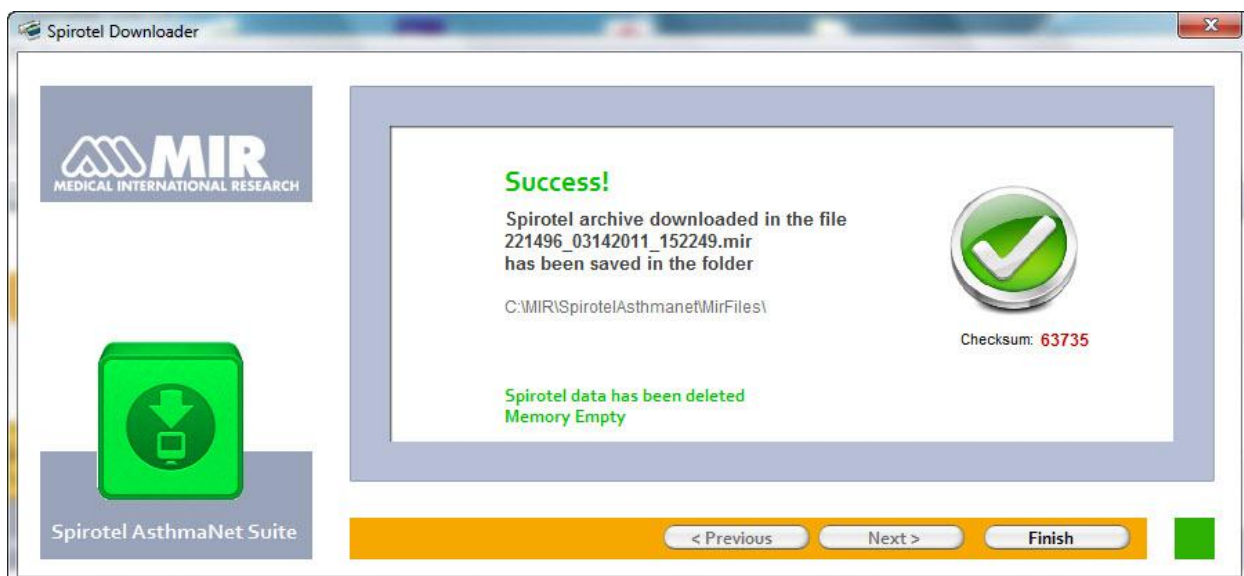 Spirotel Downloader
MIR
MEDICAL INTERNATIONAL RESEARCH
Success!
Spirotel archive downloaded in the file
221496_03142011_152249.mir
has been saved in the folder
C:\MIR\SpirotelAsthmanet\MirFiles\
Checksum: 63735
Spirotel data has been deleted
Memory Empty
Spirotel AsthmaNet Suite
< Previous
Next >
Finish